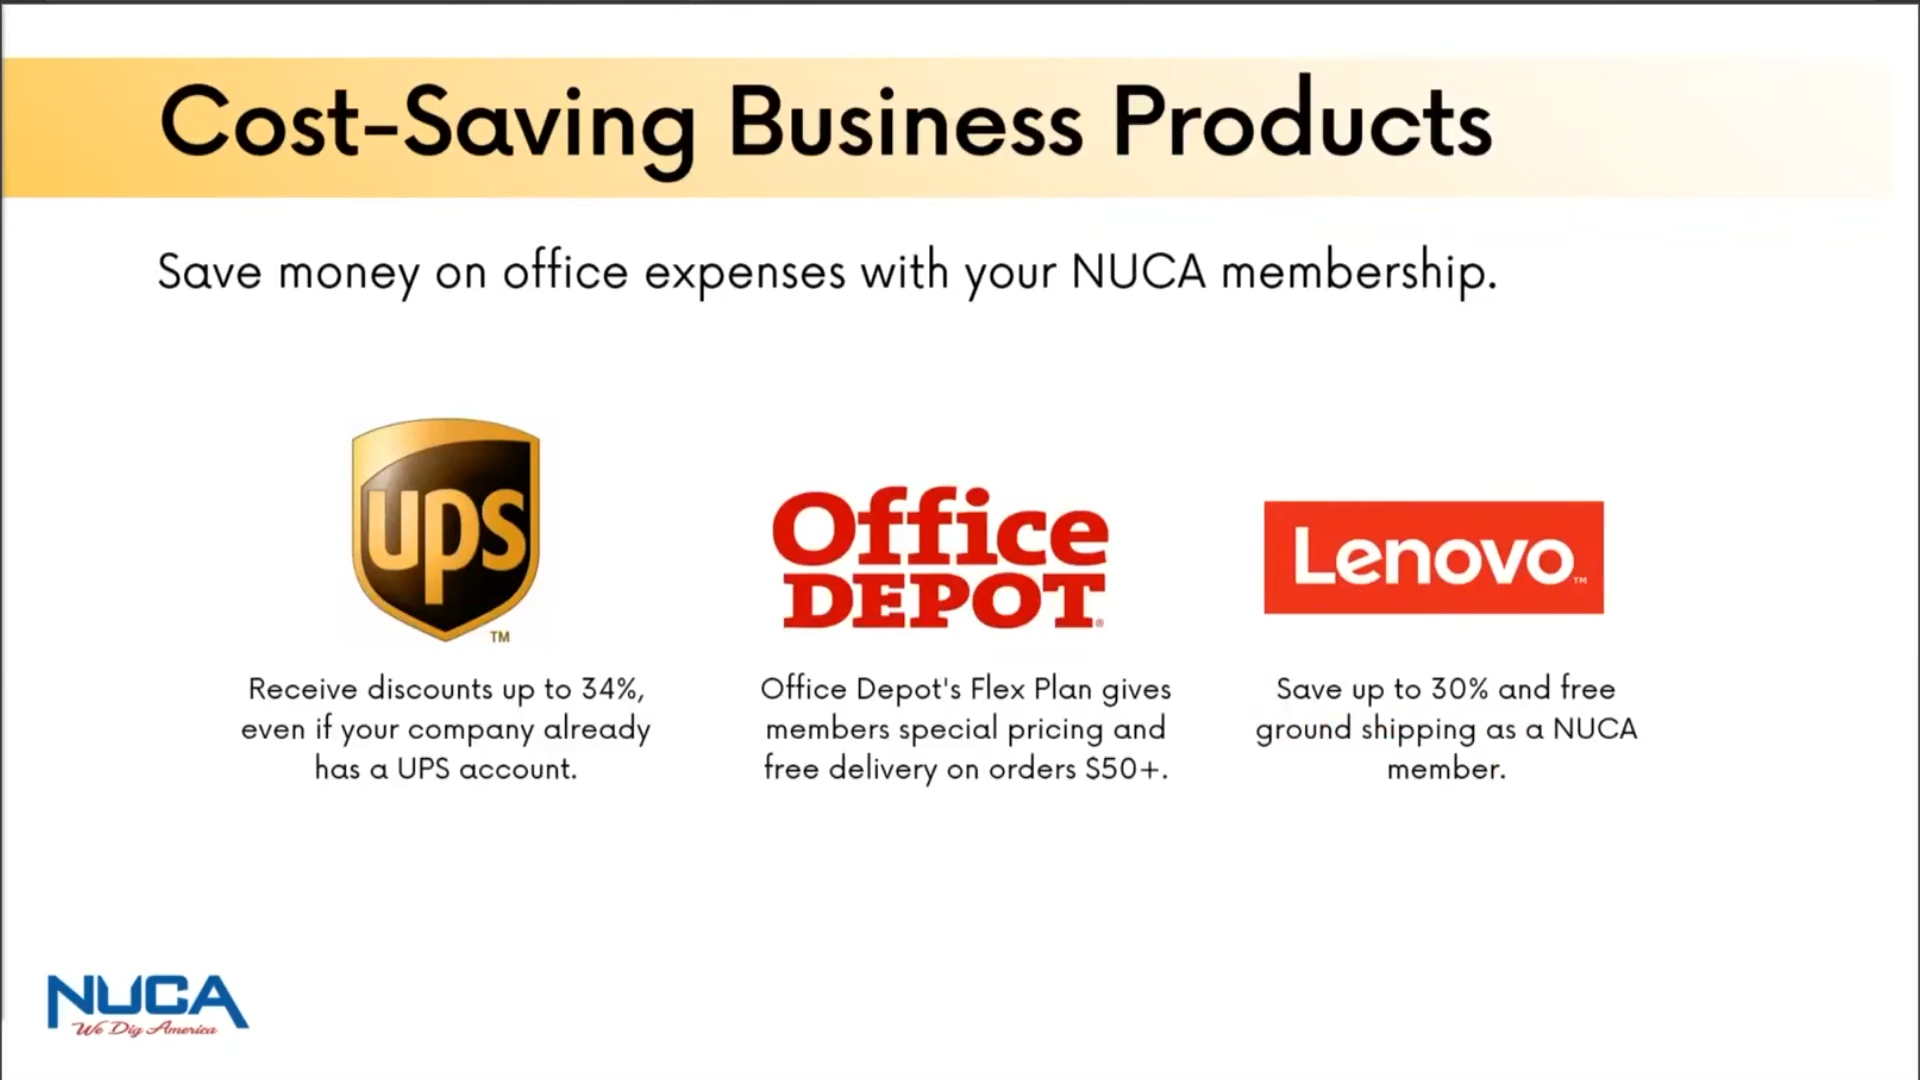 Cost-Saving Business Products
Save money on office expenses with your NUCA membership.
ups
TM
Receive discounts up to 34%,
even if your company already
has a UPS account.
Office
DEPOT
Office Depot's Flex Plan gives
members special pricing and
free delivery on orders $50+.
Lenovo
TM
Save up to 30% and free
ground shipping as a NUCA
member.
NUCA
We Dig America